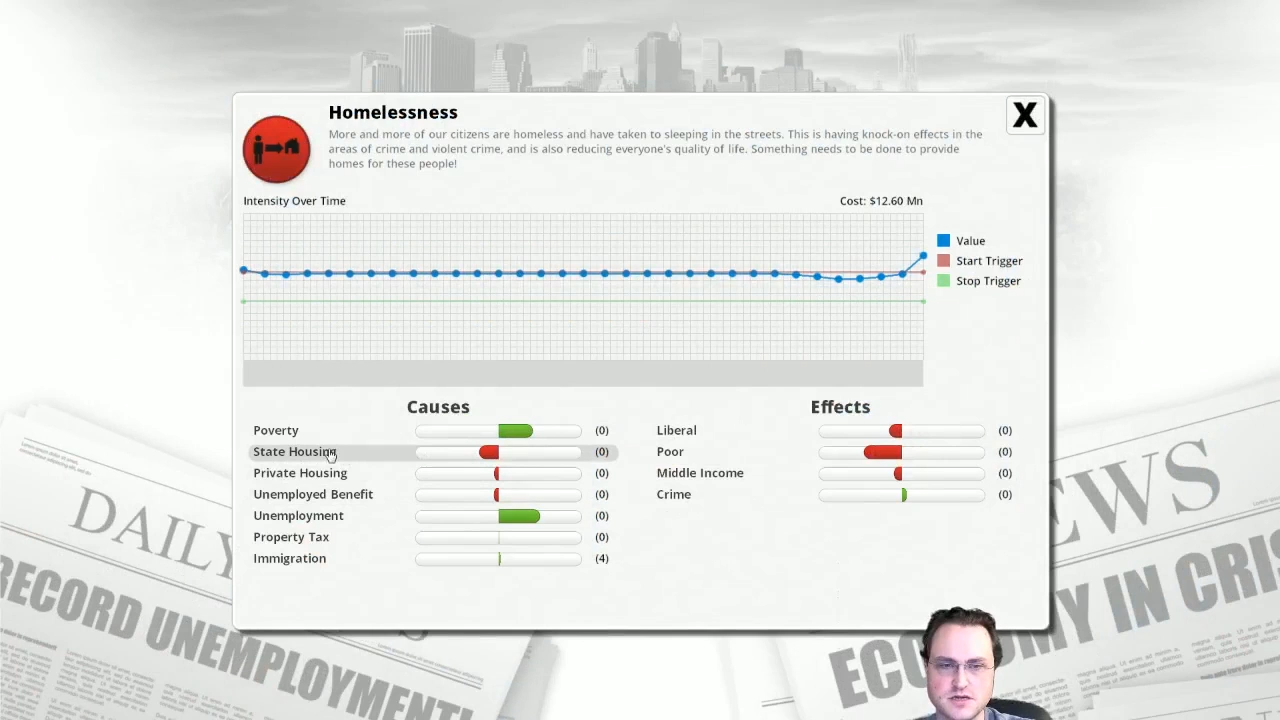 Homelessness
More and more of our citizens are homeless and have taken to sleeping in the streets. This is having knock-on effects in the
areas of crime and violent crime, and is also reducing everyone's quality of life. Something needs to be done to provide
homes for these people!
Intensity Over Time
Cost: $12.60 Mn
Value
Start Trigger
Stop Trigger
Causes
Poverty (0)
State Housing (0)
Private Housing (0)
Unemployed Benefit (0)
Unemployment (0)
Property Tax (0)
Immigration (4)
Effects
Liberal (0)
Poor (0)
Middle Income (0)
Crime (0)
DAILY
RECORD UNEMPLOYMENT!
EWS
ECONOMY IN CRIS